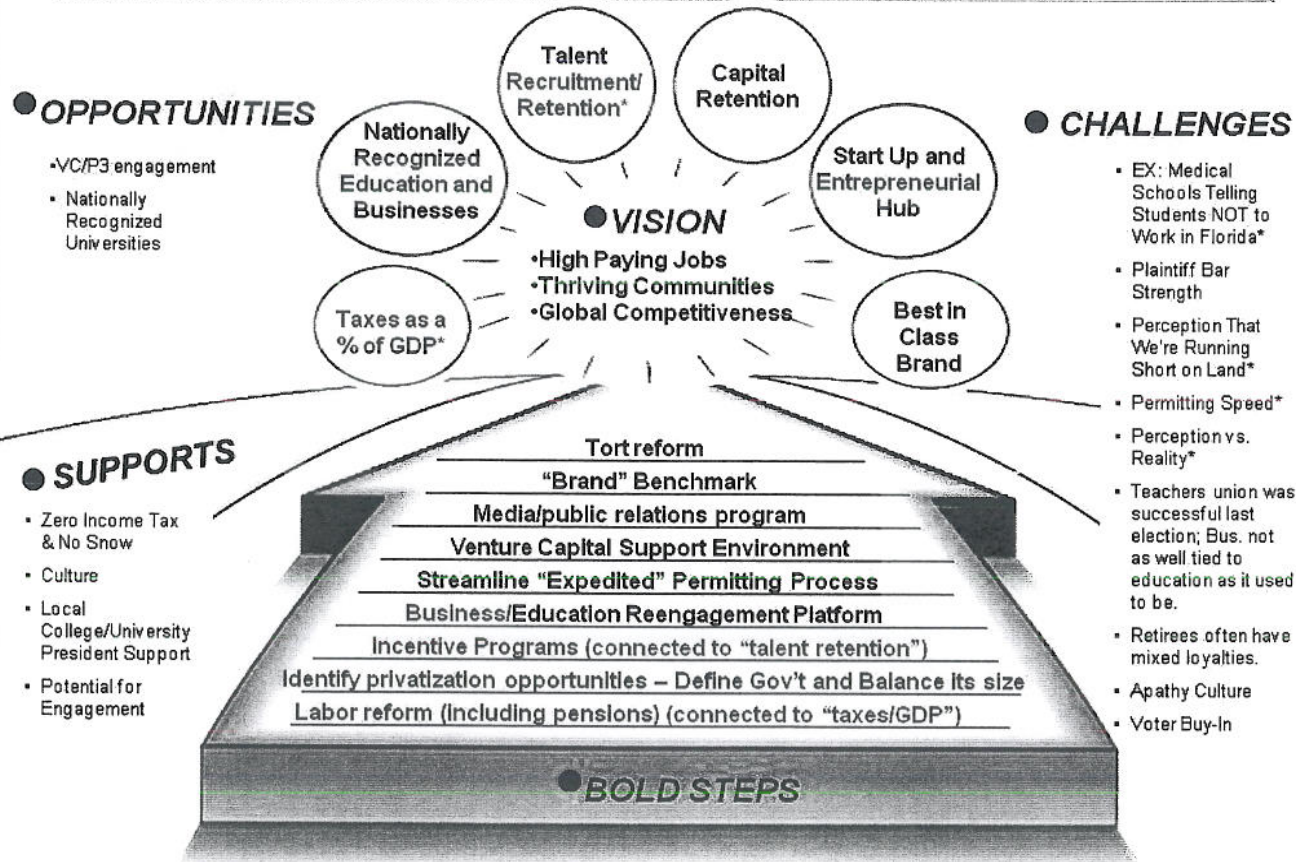 OPPORTUNITIES
•VC/P3 engagement
▪ Nationally
Recognized
Universities
Taxes as a
% of GDP*
Nationally
Recognized
Education and
Businesses
Talent
Recruitment/
Retention*
Capital
Retention
Start Up and
Entrepreneurial
Hub
Best in
Class
Brand
VISION
•High Paying Jobs
•Thriving Communities
•Global Competitiveness
CHALLENGES
▪ EX: Medical
Schools Telling
Students NOT to
Work in Florida*
▪ Plaintiff Bar
Strength
▪ Perception That
We're Running
Short on Land*
▪ Permitting Speed*
▪ Perception vs.
Reality*
▪ Teachers union was
successful last
election; Bus. not
as well tied to
education as it used
to be.
▪ Retirees often have
mixed loyalties.
▪ Apathy Culture
▪ Voter Buy-In
SUPPORTS
▪ Zero Income Tax
& No Snow
▪ Culture
▪ Local
College/University
President Support
▪ Potential for
Engagement
Tort reform
"Brand" Benchmark
Media/public relations program
Venture Capital Support Environment
Streamline "Expedited" Permitting Process
Business/Education Reengagement Platform
Incentive Programs (connected to "talent retention")
Identify privatization opportunities – Define Gov't and Balance its size
Labor reform (including pensions) (connected to "taxes/GDP")
BOLD STEPS